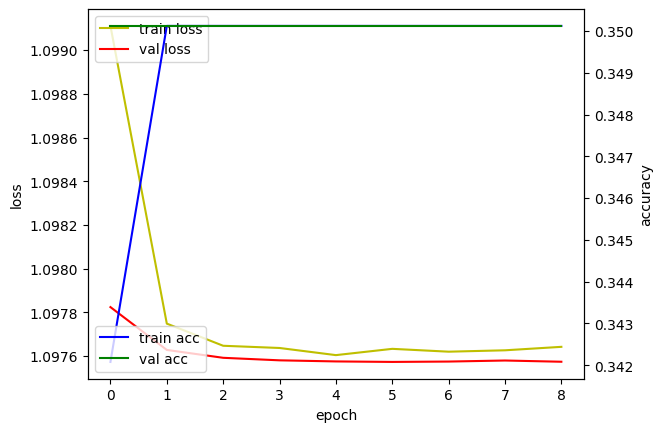 train loss
val loss
train acc
val acc
loss
1.0990
1.0988
1.0986
1.0984
1.0982
1.0980
1.0978
1.0976
0.350
0.349
0.348
0.347
0.346
0.345
0.344
0.343
0.342
accuracy
0 1 2 3 4 5 6 7 8
epoch